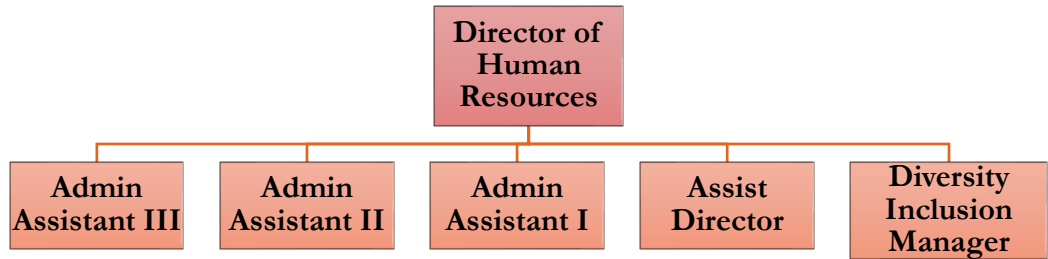 Director of
Human
Resources
Admin
Assistant III
Admin
Assistant II
Admin
Assistant I
Assist
Director
Diversity
Inclusion
Manager